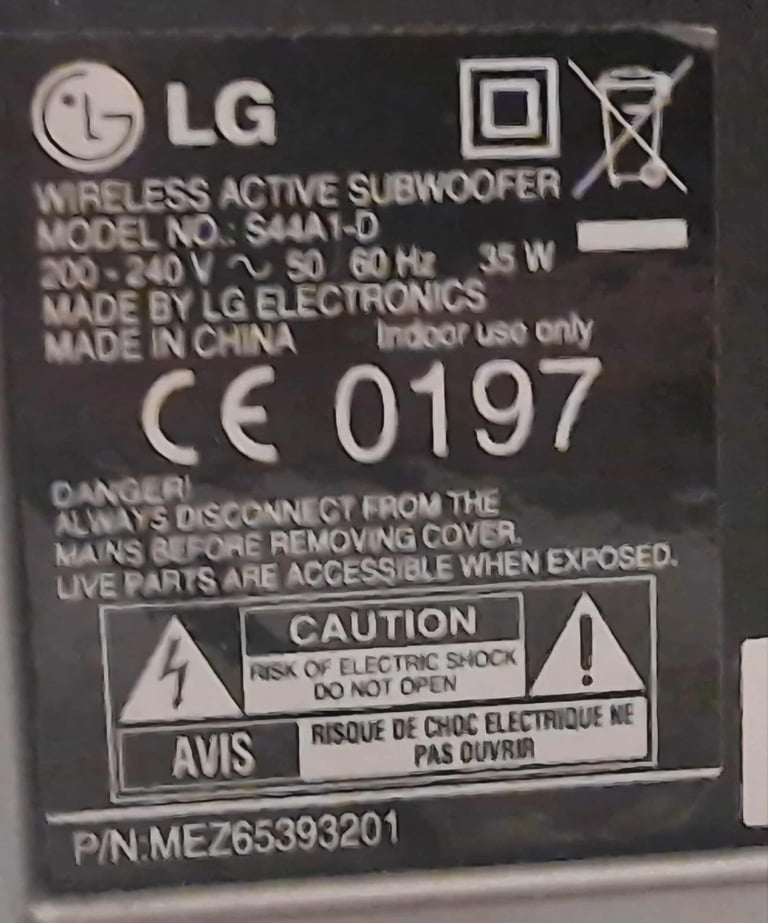 LG
WIRELESS ACTIVE SUBWOOFER
MODEL NO.: S44A1-D
200 - 240 V ~ 50 / 60 Hz 35 W
MADE BY LG ELECTRONICS
MADE IN CHINA Indoor use only
CE 0197
DANGER!
ALWAYS DISCONNECT FROM THE
MAINS BEFORE REMOVING COVER.
LIVE PARTS ARE ACCESSIBLE WHEN EXPOSED.
CAUTION
RISK OF ELECTRIC SHOCK
DO NOT OPEN
AVIS
RISQUE DE CHOC ELECTRIQUE NE
PAS OUVRIR
P/N:MEZ65393201